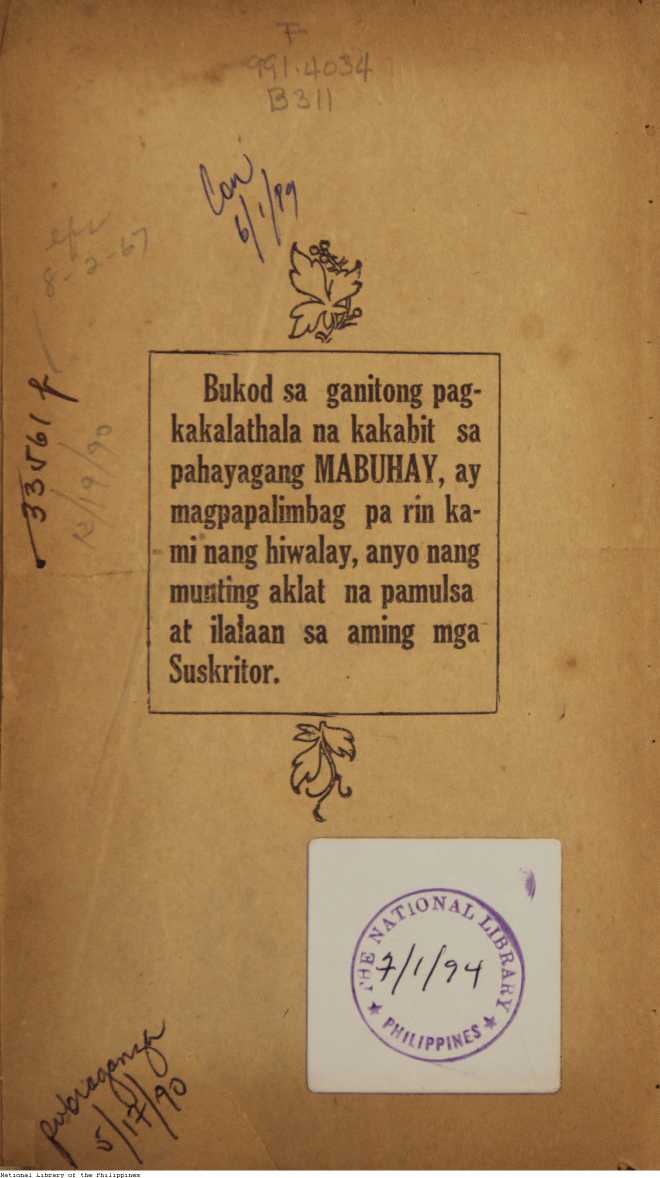 F
991.4034
B311
6/1/89
8-2-67
33561 f
12/19/90
Bukod sa ganitong pag-
kakalathala na kakabit sa
pahayagang MABUHAY, ay
magpapalimbag pa rin ka-
mi nang hiwalay, anyo nang
munting aklat na pamulsa
at ilalaan sa aming mga
Suskritor.
THE NATIONAL LIBRARY
7/1/94
★ PHILIPPINES ★
5/17/90
National Library of the Philippines